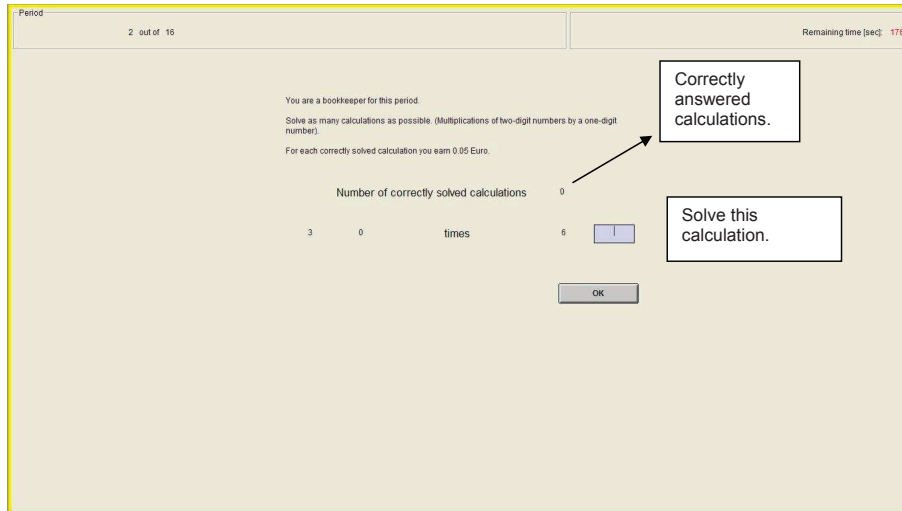 Period
2 out of 16
Remaining time [sec]: 176
Correctly
answered
calculations.
You are a bookkeeper for this period.
Solve as many calculations as possible. (Multiplications of two-digit numbers by a one-digit
number).
For each correctly solved calculation you earn 0.05 Euro.
Number of correctly solved calculations 0
Solve this
calculation.
3 0 times 6
OK